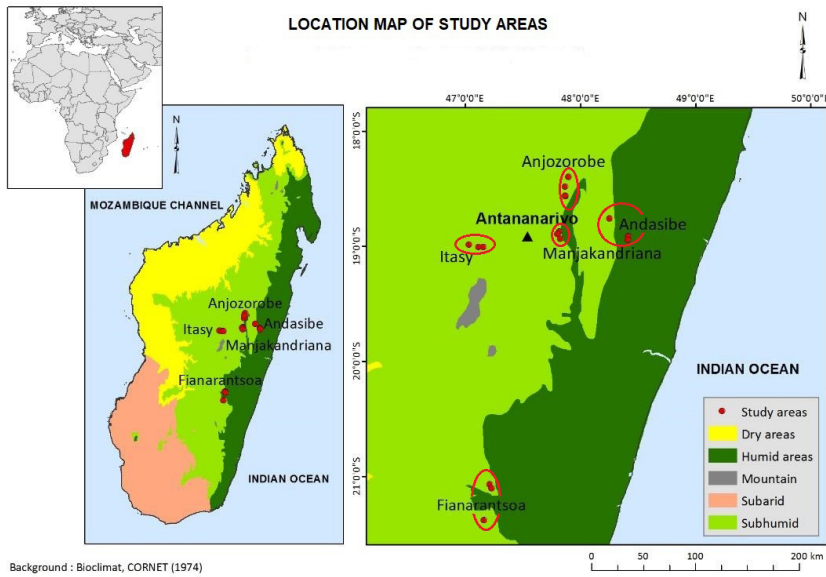 LOCATION MAP OF STUDY AREAS
N
N
MOZAMBIQUE CHANNEL
Anjozorobe
Itasy
Andasibe
Manjakandriana
Fianarantsoa
INDIAN OCEAN
47°0'0"E
48°0'0"E
49°0'0"E
50°0'0"E
18°0'0"S
19°0'0"S
20°0'0"S
21°0'0"S
Anjozorobe
Antananarivo
Andasibe
Itasy
Manjakandriana
Fianarantsoa
INDIAN OCEAN
Study areas
Dry areas
Humid areas
Mountain
Subarid
Subhumid
0 50 100 200 km
Background : Bioclimat, CORNET (1974)